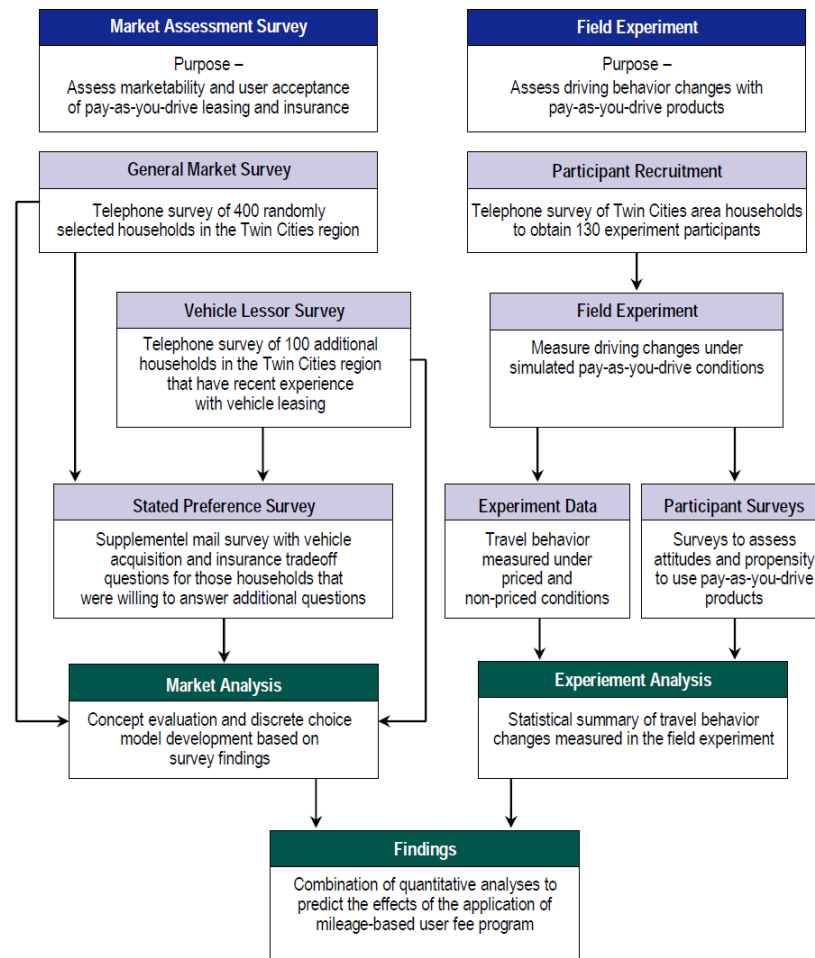 Market Assessment Survey
Purpose –
Assess marketability and user acceptance
of pay-as-you-drive leasing and insurance
Field Experiment
Purpose –
Assess driving behavior changes with
pay-as-you-drive products
General Market Survey
Telephone survey of 400 randomly
selected households in the Twin Cities region
Participant Recruitment
Telephone survey of Twin Cities area households
to obtain 130 experiment participants
Vehicle Lessor Survey
Telephone survey of 100 additional
households in the Twin Cities region
that have recent experience
with vehicle leasing
Field Experiment
Measure driving changes under
simulated pay-as-you-drive conditions
Stated Preference Survey
Supplementel mail survey with vehicle
acquisition and insurance tradeoff
questions for those households that
were willing to answer additional questions
Experiment Data
Travel behavior
measured under
priced and
non-priced conditions
Participant Surveys
Surveys to assess
attitudes and propensity
to use pay-as-you-drive
products
Market Analysis
Concept evaluation and discrete choice
model development based on
survey findings
Experiement Analysis
Statistical summary of travel behavior
changes measured in the field experiment
Findings
Combination of quantitative analyses to
predict the effects of the application of
mileage-based user fee program